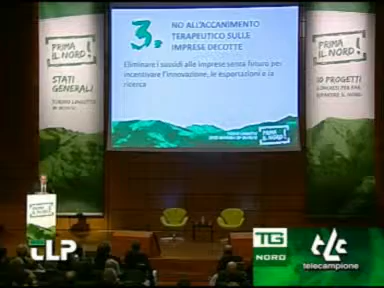 3.
NO ALL'ACCANIMENTO
TERAPEUTICO SULLE
IMPRESE DECOTTE
Eliminare i sussidi alle imprese senza futuro per
incentivare l'innovazione, le esportazioni e la
ricerca
PRIMA
IL NORD!
STATI
GENERALI
PRIMA
IL NORD!
10 PROGETTI
PRIMA
IL NORD!
PRIMA
IL NORD!
TLP
TG
NORD
tlc
telecampione